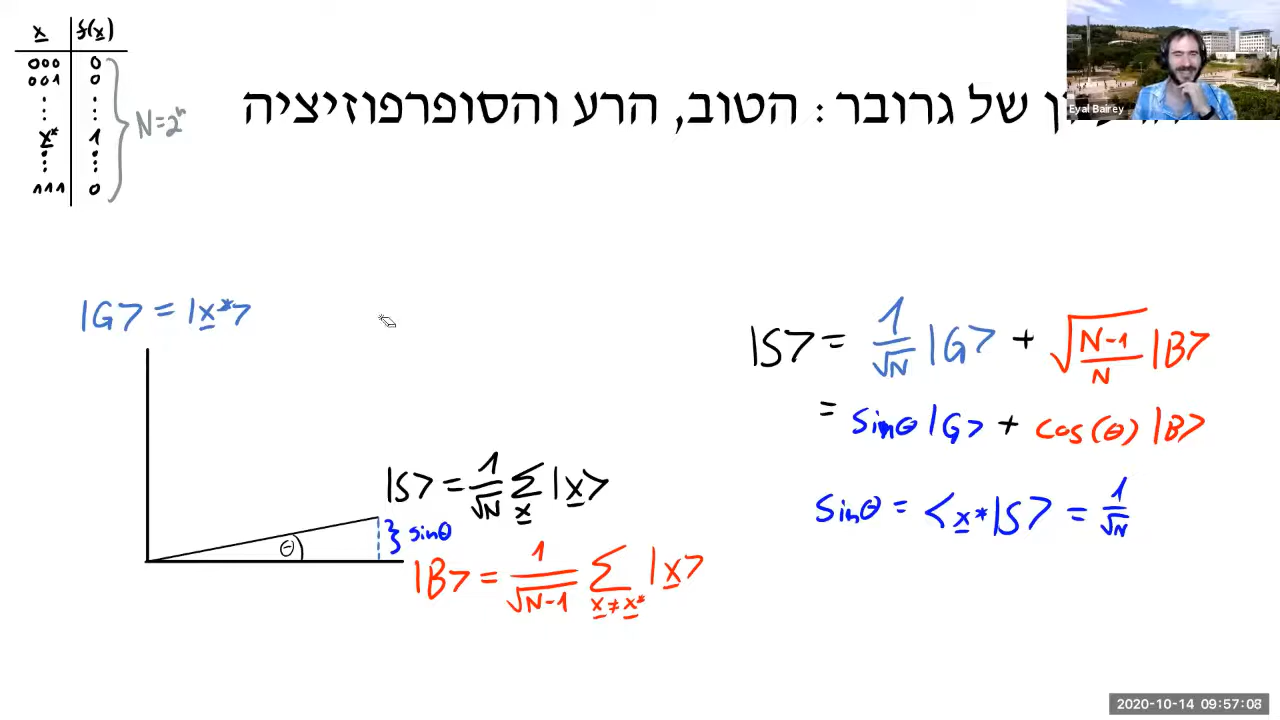 של גרובר : הטוב, הרע והסופרפוזיציה
Eyal Bairey
x f(x)
000 0
001 0
⋮ ⋮
x* 1
⋮ ⋮
111 0
N=2ⁿ
|G> = |x*>
|S> = 1/√N Σ_x |x>
θ
} sinθ
|B> = 1/√(N-1) Σ_{x≠x*} |x>
|S> = 1/√N |G> + √((N-1)/N) |B>
= sinθ |G> + cos(θ) |B>
sinθ = <x*|S> = 1/√N
2020-10-14 09:57:08